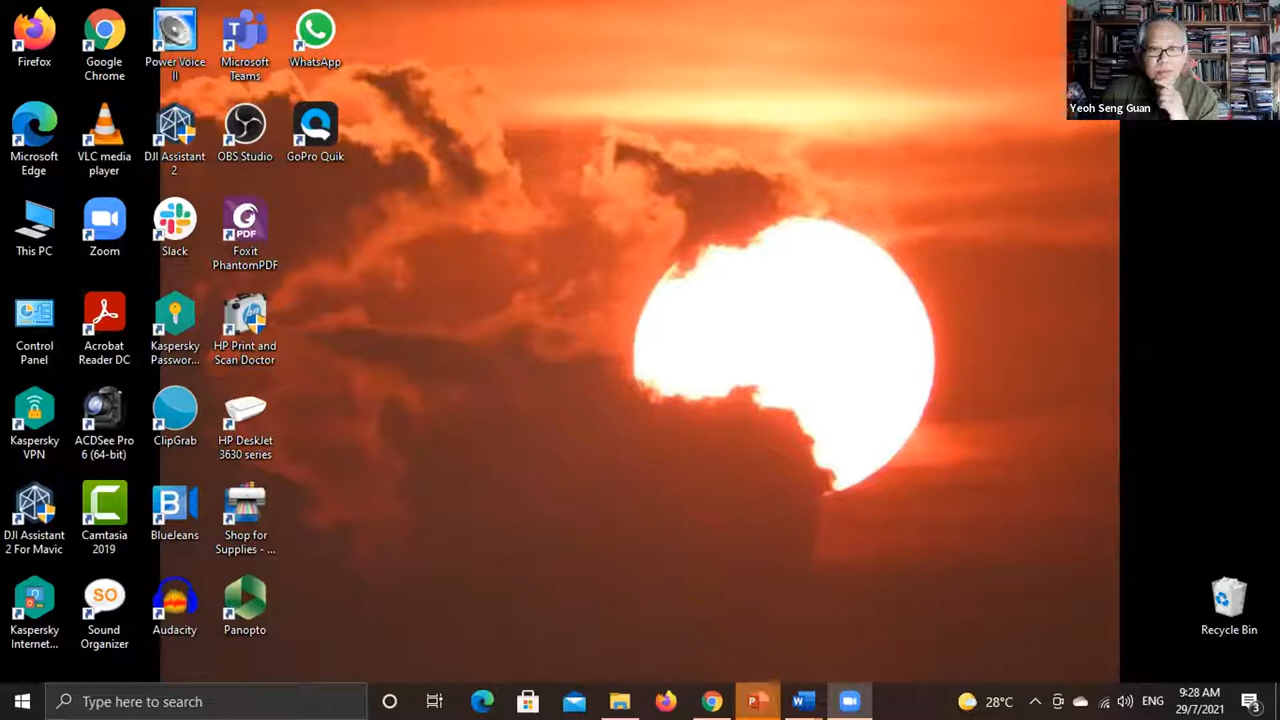 Firefox
Google
Chrome
Power Voice
II
Microsoft
Teams
WhatsApp
Yeoh Seng Guan
Microsoft
Edge
VLC media
player
DJI Assistant
2
OBS Studio
GoPro Quik
This PC
Zoom
Slack
PDF
Foxit
PhantomPDF
Control
Panel
Acrobat
Reader DC
Kaspersky
Passwor...
HP Print and
Scan Doctor
Kaspersky
VPN
ACDSee Pro
6 (64-bit)
ClipGrab
HP DeskJet
3630 series
DJI Assistant
2 For Mavic
Camtasia
2019
BlueJeans
Shop for
Supplies - ...
Kaspersky
Internet...
SO
Sound
Organizer
Audacity
Panopto
Recycle Bin
Type here to search
28°C
ENG
9:28 AM
29/7/2021
3